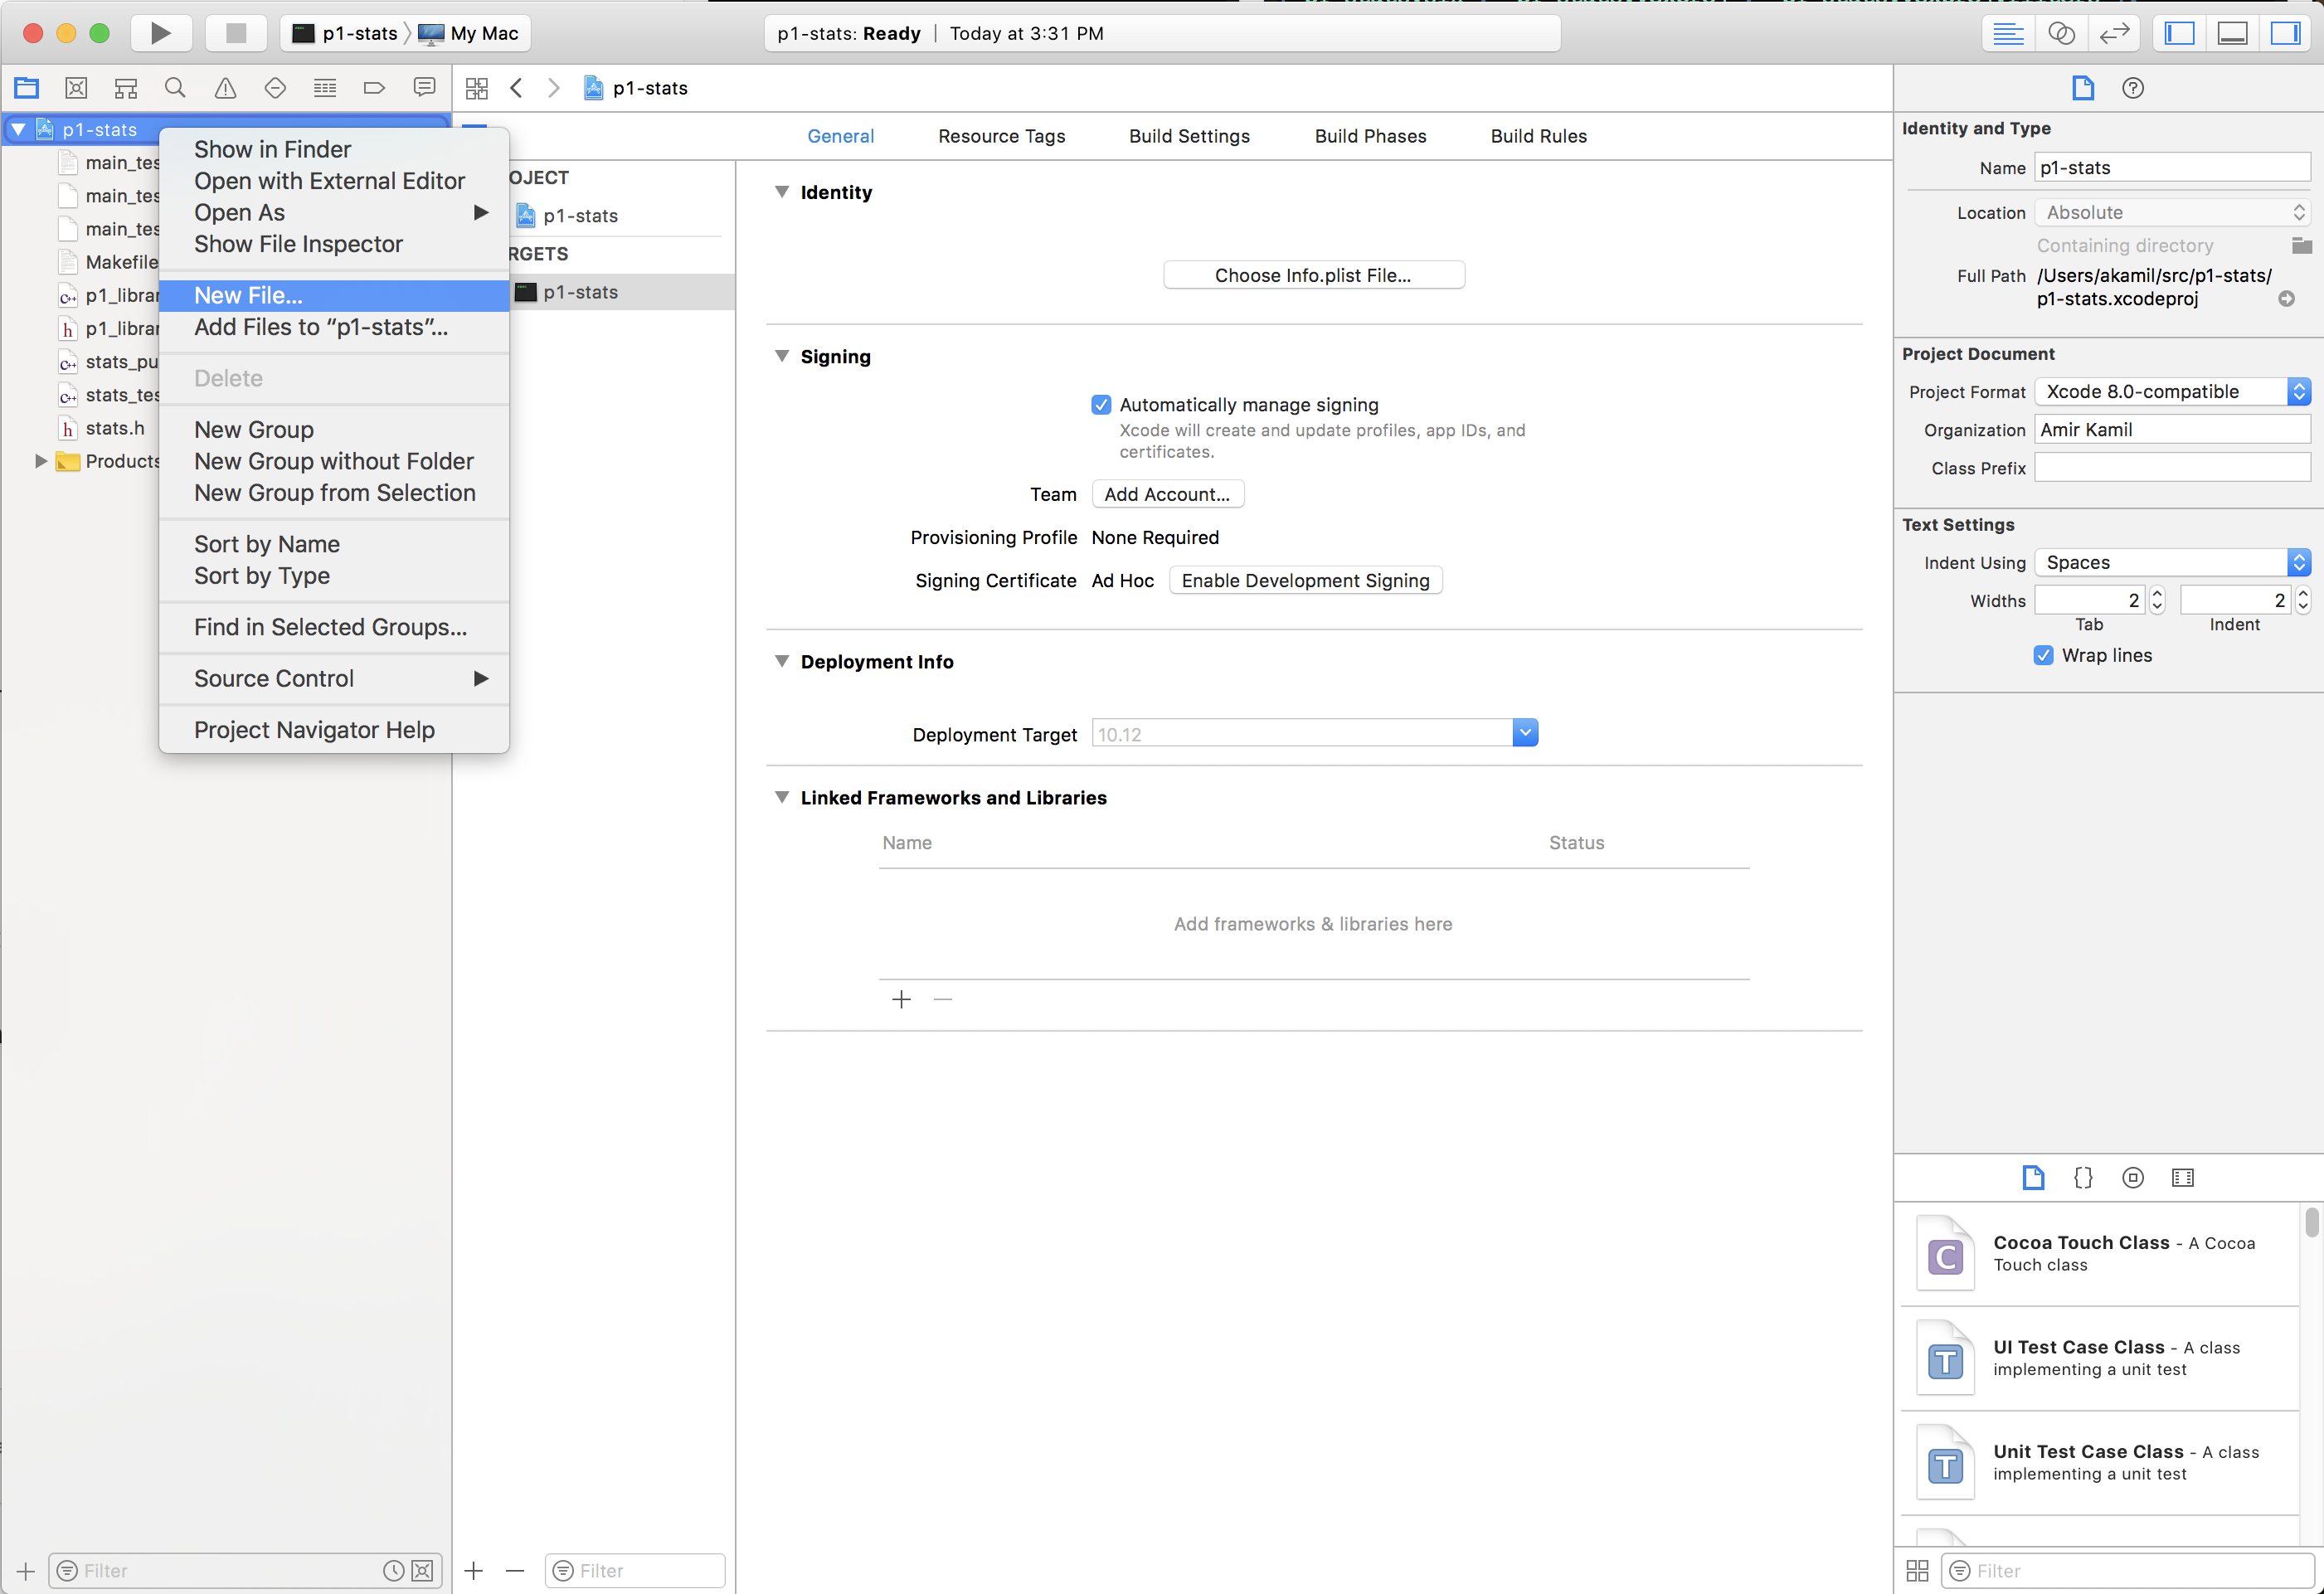 p1-stats
My Mac
p1-stats: Ready | Today at 3:31 PM
p1-stats
p1-stats
main_tes
main_tes
main_tes
Makefile
p1_librar
p1_librar
stats_pu
stats_tes
stats.h
Products
Show in Finder
Open with External Editor
Open As
Show File Inspector
New File...
Add Files to “p1-stats”...
Delete
New Group
New Group without Folder
New Group from Selection
Sort by Name
Sort by Type
Find in Selected Groups...
Source Control
Project Navigator Help
OJECT
p1-stats
RGETS
p1-stats
General Resource Tags Build Settings Build Phases Build Rules
Identity
Choose Info.plist File...
Signing
Automatically manage signing
Xcode will create and update profiles, app IDs, and
certificates.
Team Add Account...
Provisioning Profile None Required
Signing Certificate Ad Hoc Enable Development Signing
Deployment Info
Deployment Target 10.12
Linked Frameworks and Libraries
Name Status
Add frameworks & libraries here
Identity and Type
Name p1-stats
Location Absolute
Containing directory
Full Path /Users/akamil/src/p1-stats/
p1-stats.xcodeproj
Project Document
Project Format Xcode 8.0-compatible
Organization Amir Kamil
Class Prefix
Text Settings
Indent Using Spaces
Widths 2 2
Tab Indent
Wrap lines
Cocoa Touch Class - A Cocoa
Touch class
UI Test Case Class - A class
implementing a unit test
Unit Test Case Class - A class
implementing a unit test
Filter
Filter
Filter